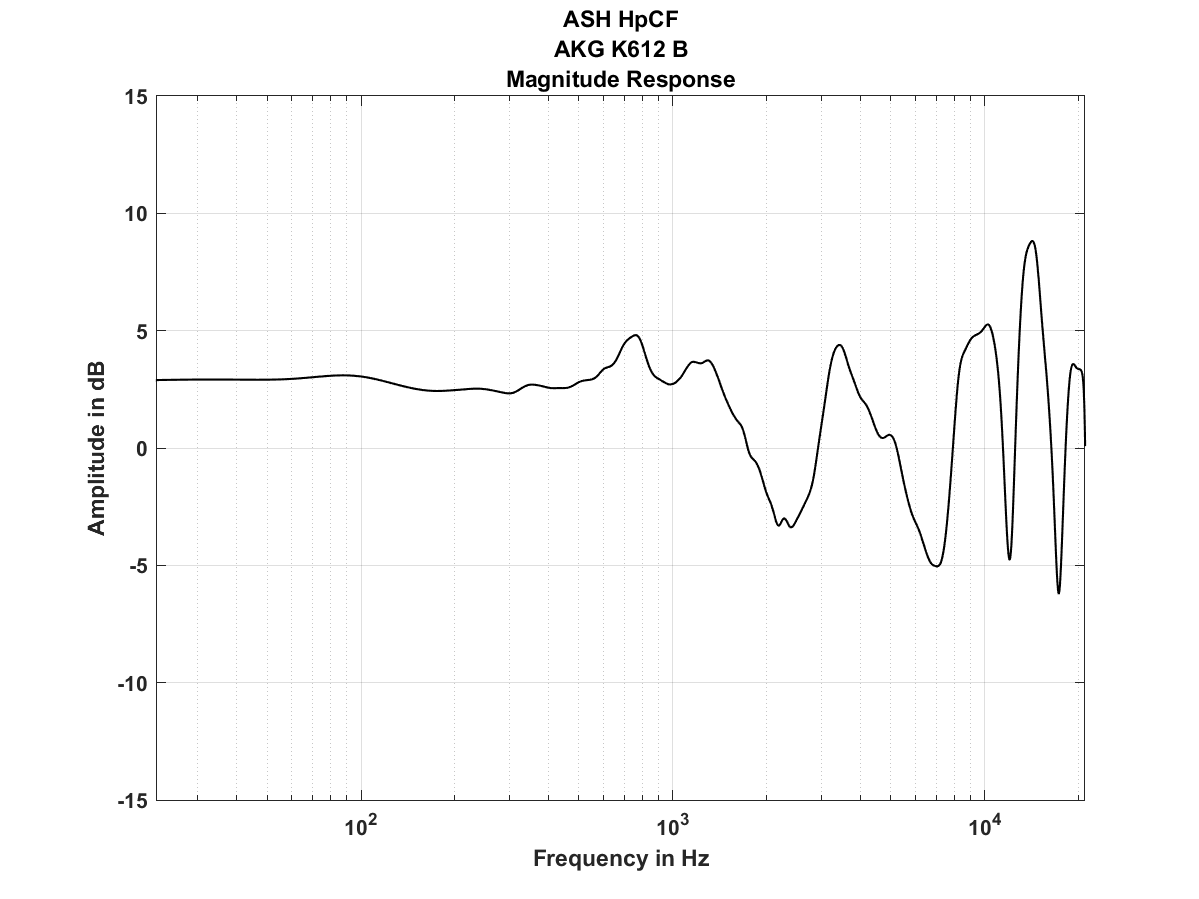 ASH HpCF
AKG K612 B
Magnitude Response
15
10
5
0
-5
-10
-15
Amplitude in dB
10²
10³
10⁴
Frequency in Hz